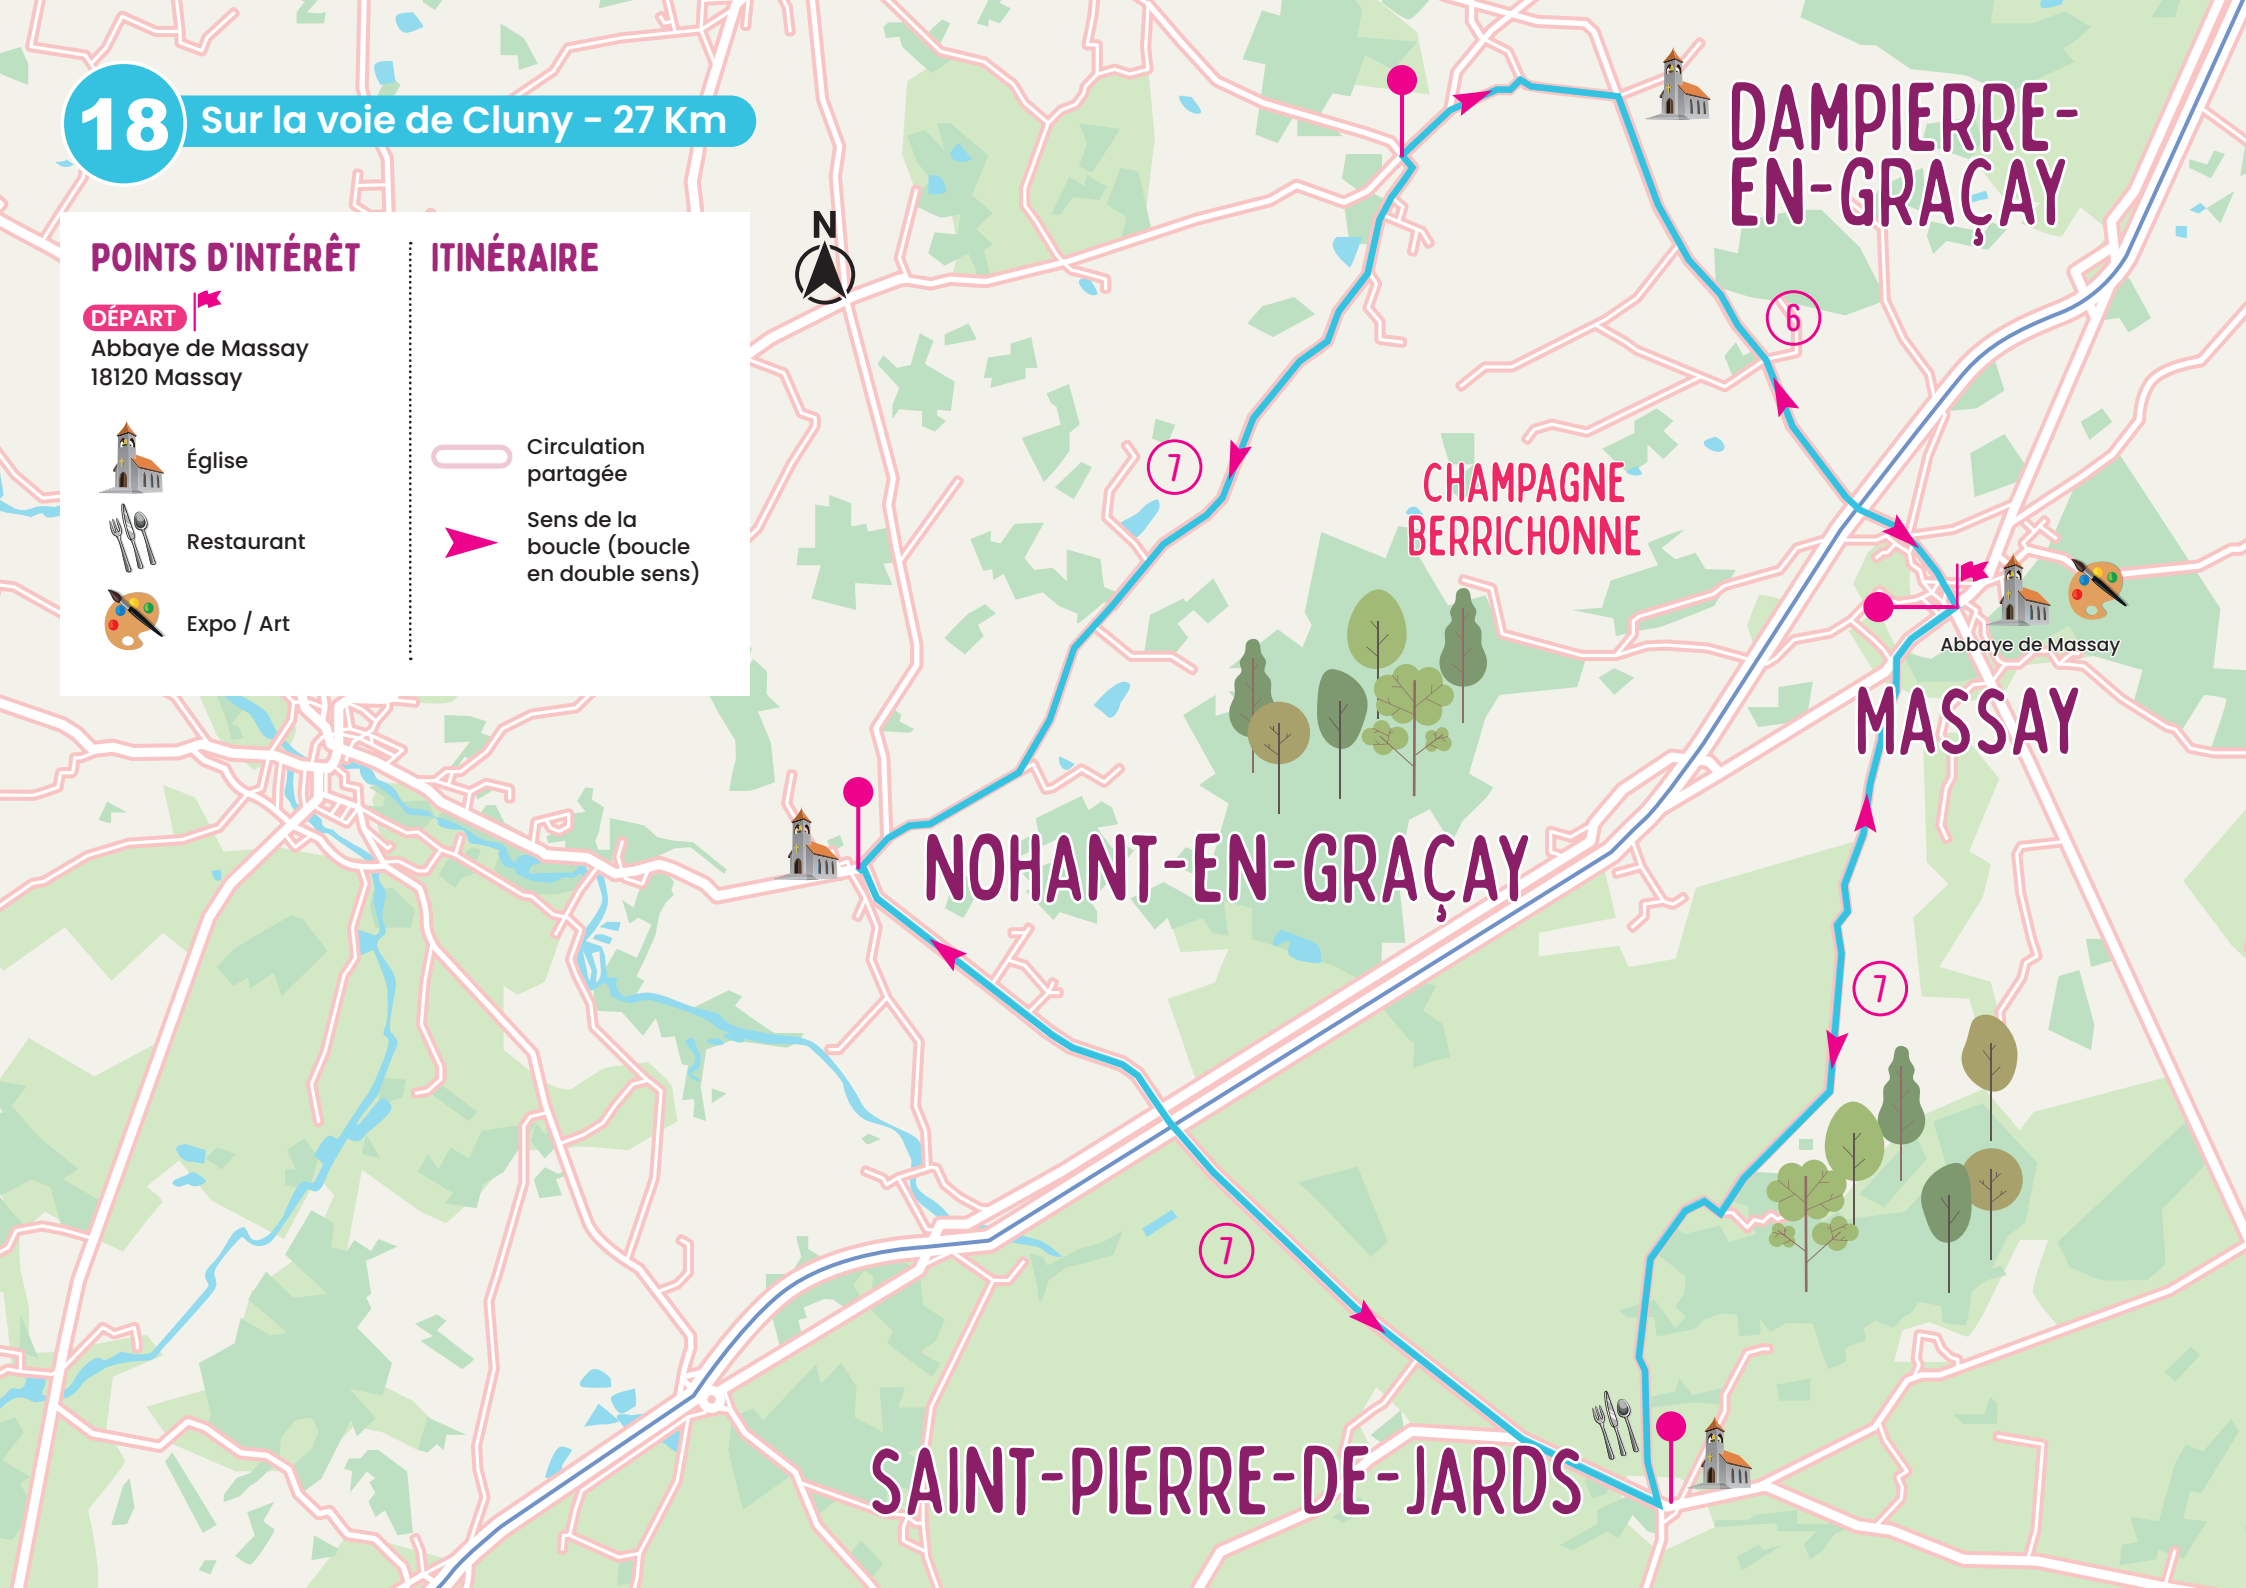 18
Sur la voie de Cluny - 27 Km
POINTS D'INTÉRÊT
DÉPART
Abbaye de Massay
18120 Massay
Église
Restaurant
Expo / Art
ITINÉRAIRE
Circulation
partagée
Sens de la
boucle (boucle
en double sens)
N
DAMPIERRE-
EN-GRAÇAY
6
7
CHAMPAGNE
BERRICHONNE
Abbaye de Massay
MASSAY
NOHANT-EN-GRAÇAY
7
7
SAINT-PIERRE-DE-JARDS